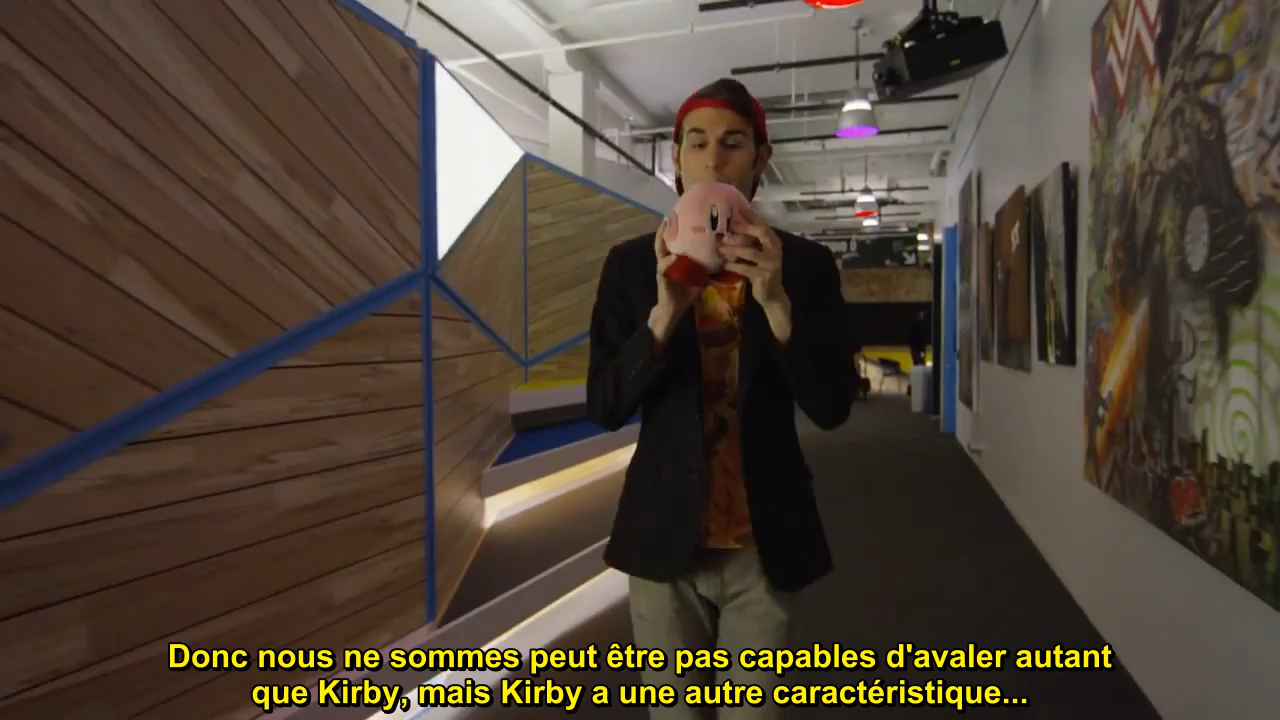 Donc nous ne sommes peut être pas capables d'avaler autant
que Kirby, mais Kirby a une autre caractéristique...